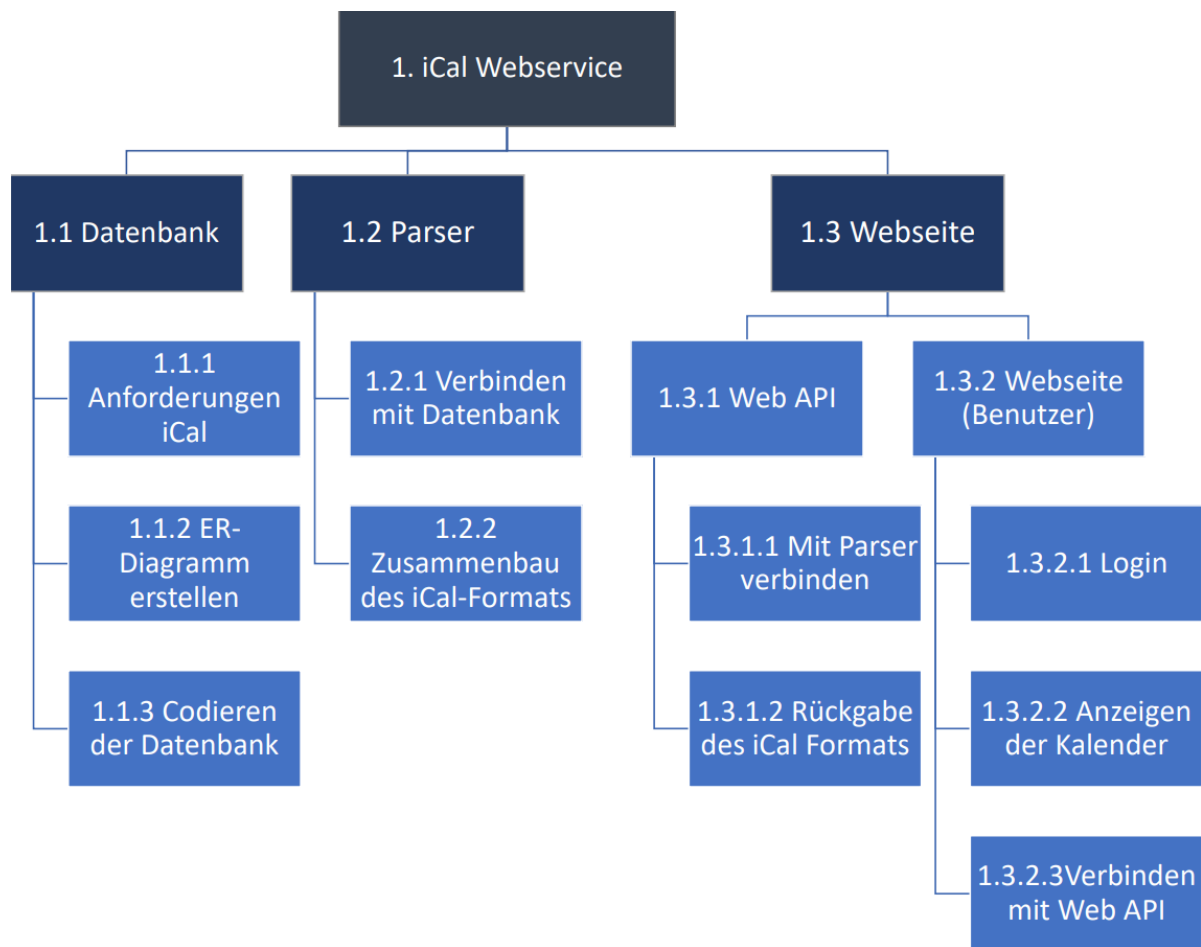 1. iCal Webservice
1.1 Datenbank
1.2 Parser
1.3 Webseite
1.1.1
Anforderungen
iCal
1.2.1 Verbinden
mit Datenbank
1.3.1 Web API
1.3.2 Webseite
(Benutzer)
1.1.2 ER-
Diagramm
erstellen
1.2.2
Zusammenbau
des iCal-Formats
1.3.1.1 Mit Parser
verbinden
1.3.2.1 Login
1.1.3 Codieren
der Datenbank
1.3.1.2 Rückgabe
des iCal Formats
1.3.2.2 Anzeigen
der Kalender
1.3.2.3Verbinden
mit Web API